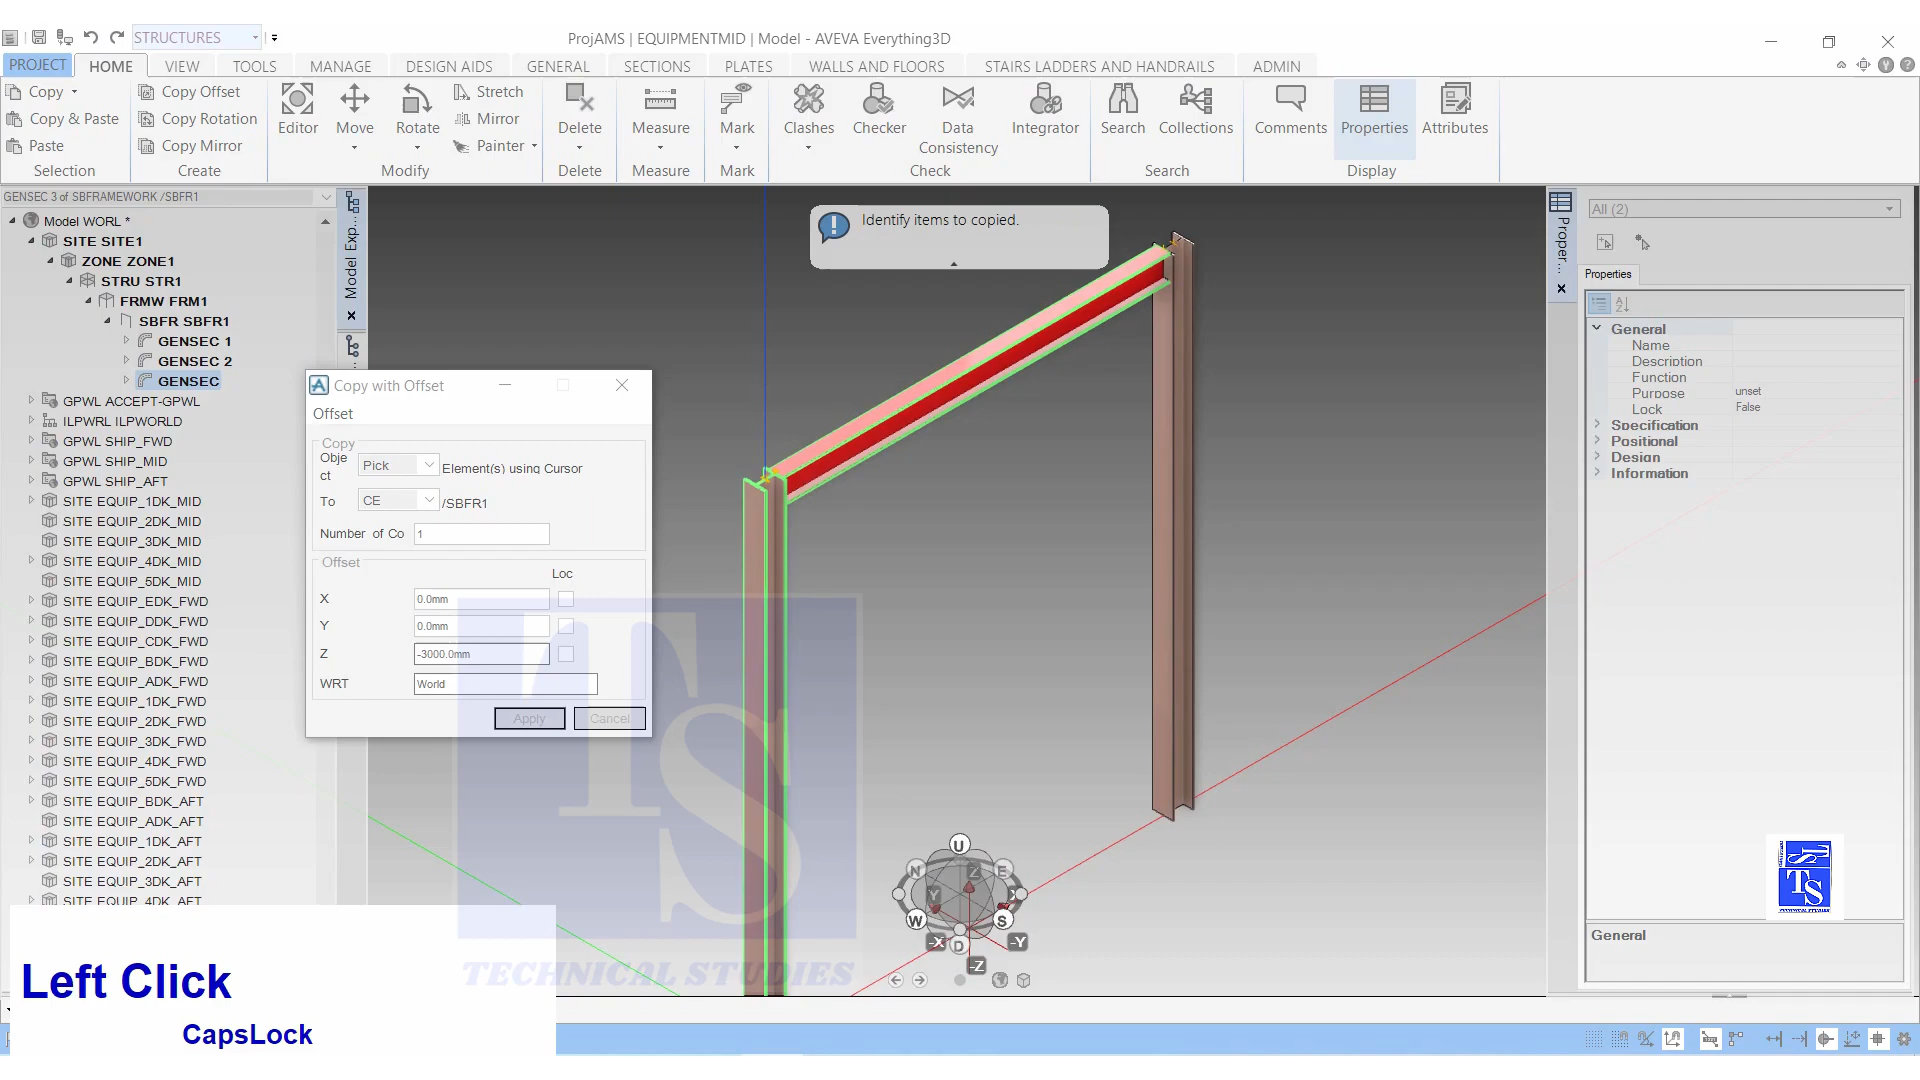 STRUCTURES
ProjAMS | EQUIPMENTMID | Model - AVEVA Everything3D
PROJECT HOME VIEW TOOLS MANAGE DESIGN AIDS GENERAL SECTIONS PLATES WALLS AND FLOORS STAIRS LADDERS AND HANDRAILS ADMIN
Copy
Copy & Paste
Paste
Selection
Copy Offset
Copy Rotation
Copy Mirror
Create
Editor
Move
Rotate
Stretch
Mirror
Painter
Modify
Delete
Delete
Measure
Measure
Mark
Mark
Clashes
Checker
Data
Consistency
Integrator
Check
Search
Collections
Search
Comments
Properties
Attributes
Display
GENSEC 3 of SBFRAMEWORK /SBFR1
Model WORL *
SITE SITE1
ZONE ZONE1
STRU STR1
FRMW FRM1
SBFR SBFR1
GENSEC 1
GENSEC 2
GENSEC
GPWL ACCEPT-GPWL
ILPWRL ILPWORLD
GPWL SHIP_FWD
GPWL SHIP_MID
GPWL SHIP_AFT
SITE EQUIP_1DK_MID
SITE EQUIP_2DK_MID
SITE EQUIP_3DK_MID
SITE EQUIP_4DK_MID
SITE EQUIP_5DK_MID
SITE EQUIP_EDK_FWD
SITE EQUIP_DDK_FWD
SITE EQUIP_CDK_FWD
SITE EQUIP_BDK_FWD
SITE EQUIP_ADK_FWD
SITE EQUIP_1DK_FWD
SITE EQUIP_2DK_FWD
SITE EQUIP_3DK_FWD
SITE EQUIP_4DK_FWD
SITE EQUIP_5DK_FWD
SITE EQUIP_BDK_AFT
SITE EQUIP_ADK_AFT
SITE EQUIP_1DK_AFT
SITE EQUIP_2DK_AFT
SITE EQUIP_3DK_AFT
SITE EQUIP_4DK_AFT
Model Exp...
Identify items to copied.
Copy with Offset
Offset
Copy
Obje
ct
Pick
Element(s) using Cursor
To
CE
/SBFR1
Number of Co
1
Offset
Loc
X
0.0mm
Y
0.0mm
Z
-3000.0mm
WRT
World
Apply
Cancel
TS
TECHNICAL STUDIES
U
N
Z
E
Y
X
W
S
-X
D
-Y
-Z
Proper...
All (2)
Properties
General
Name
Description
Function
Purpose unset
Lock False
Specification
Positional
Design
Information
TS
General
Left Click
CapsLock